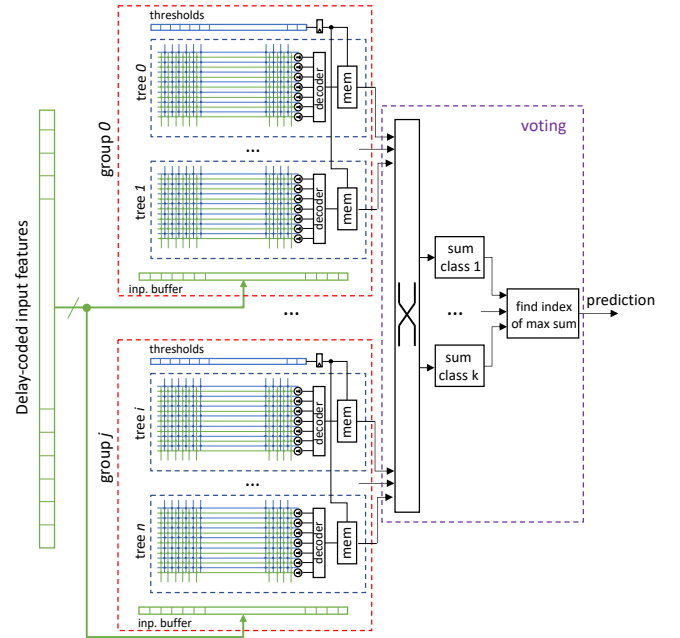 Delay-coded input features
group 0
thresholds
tree 0
decoder
mem
...
tree 1
decoder
mem
inp. buffer
...
group j
thresholds
tree i
decoder
mem
...
tree n
decoder
mem
inp. buffer
voting
sum
class 1
...
sum
class k
find index
of max sum
prediction